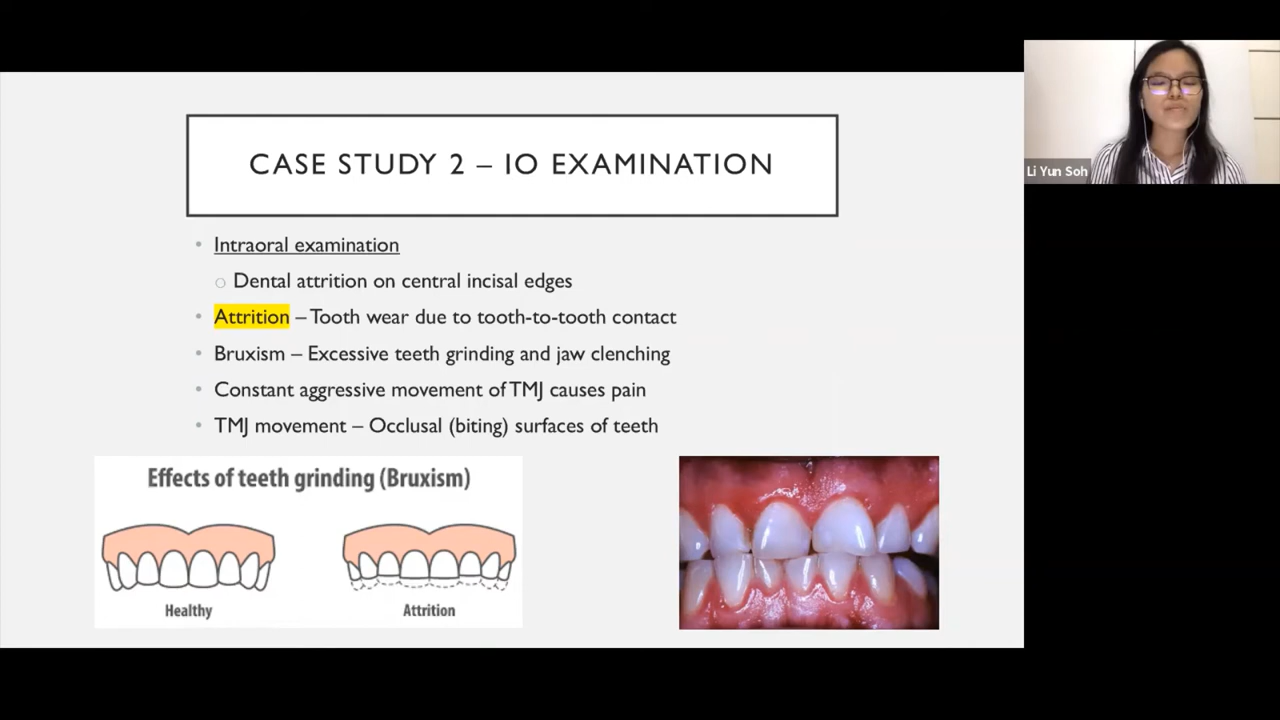 CASE STUDY 2 – IO EXAMINATION
Li Yun Soh
Intraoral examination
Dental attrition on central incisal edges
Attrition – Tooth wear due to tooth-to-tooth contact
Bruxism – Excessive teeth grinding and jaw clenching
Constant aggressive movement of TMJ causes pain
TMJ movement – Occlusal (biting) surfaces of teeth
Effects of teeth grinding (Bruxism)
Healthy
Attrition